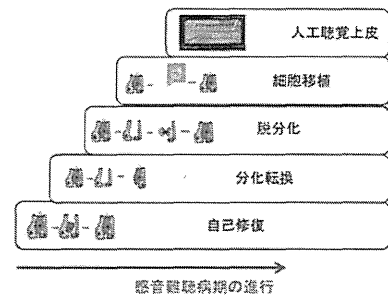 人工聴覚上皮
細胞移植
脱分化
分化転換
自己修復
感音難聴病期の進行